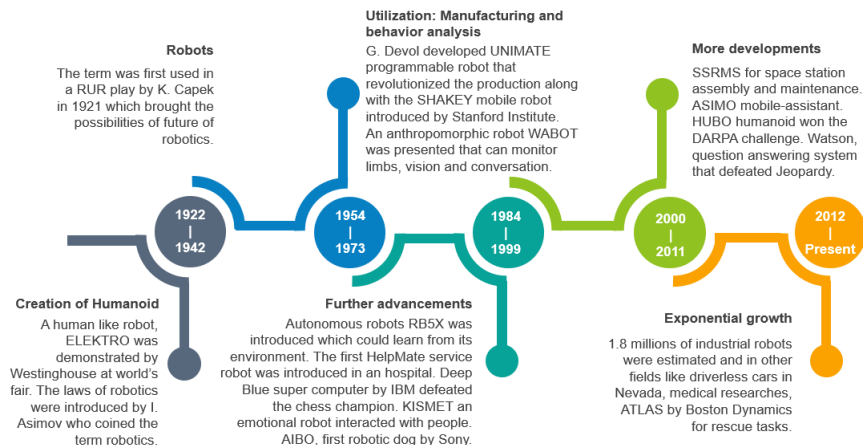 Robots
The term was first used in
a RUR play by K. Capek
in 1921 which brought the
possibilities of future of
robotics.
Utilization: Manufacturing and
behavior analysis
G. Devol developed UNIMATE
programmable robot that
revolutionized the production along
with the SHAKEY mobile robot
introduced by Stanford Institute.
An anthropomorphic robot WABOT
was presented that can monitor
limbs, vision and conversation.
More developments
SSRMS for space station
assembly and maintenance.
ASIMO mobile-assistant.
HUBO humanoid won the
DARPA challenge. Watson,
question answering system
that defeated Jeopardy.
1922
|
1942
1954
|
1973
1984
|
1999
2000
|
2011
2012
|
Present
Creation of Humanoid
A human like robot,
ELEKTRO was
demonstrated by
Westinghouse at world's
fair. The laws of robotics
were introduced by I.
Asimov who coined the
term robotics.
Further advancements
Autonomous robots RB5X was
introduced which could learn from its
environment. The first HelpMate service
robot was introduced in an hospital. Deep
Blue super computer by IBM defeated
the chess champion. KISMET an
emotional robot interacted with people.
AIBO, first robotic dog by Sony.
Exponential growth
1.8 millions of industrial robots
were estimated and in other
fields like driverless cars in
Nevada, medical researches,
ATLAS by Boston Dynamics
for rescue tasks.